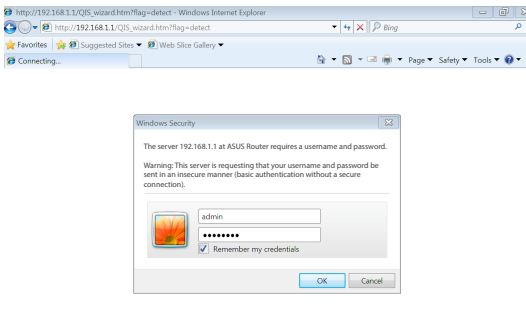 http://192.168.1.1/QIS_wizard.htm?flag=detect - Windows Internet Explorer
http://192.168.1.1/QIS_wizard.htm?flag=detect
Bing
Favorites
Suggested Sites
Web Slice Gallery
Connecting...
Page
Safety
Tools
Windows Security
The server 192.168.1.1 at ASUS Router requires a username and password.
Warning: This server is requesting that your username and password be
sent in an insecure manner (basic authentication without a secure
connection).
admin
••••••••
Remember my credentials
OK
Cancel